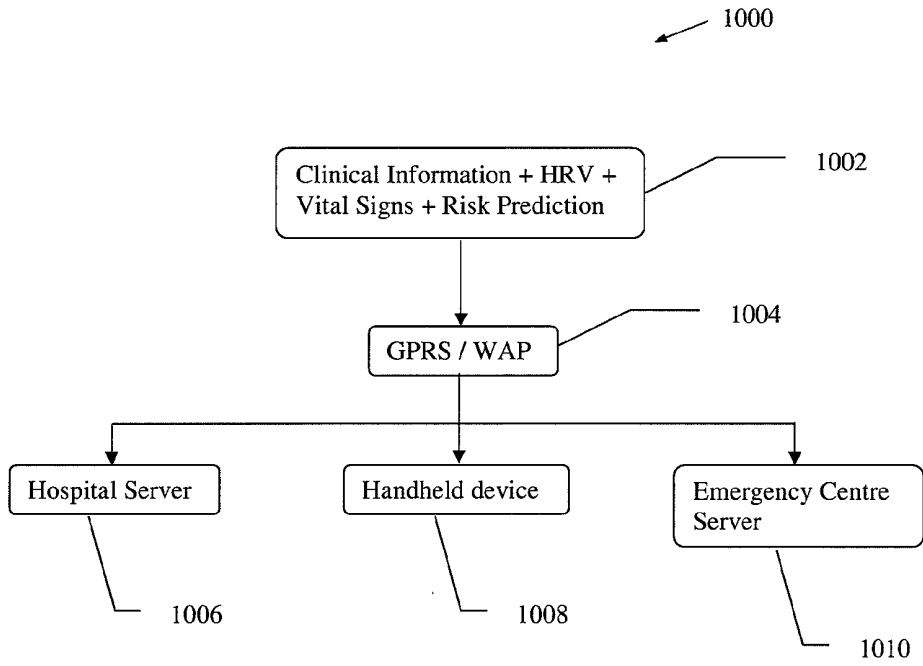 1000
Clinical Information + HRV +
Vital Signs + Risk Prediction
1002
GPRS / WAP
1004
Hospital Server
Handheld device
Emergency Centre
Server
1006
1008
1010